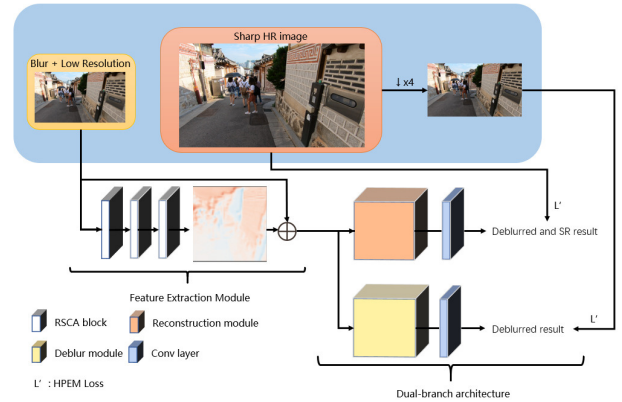 Sharp HR image
Blur + Low Resolution
↓ x4
L'
Deblurred and SR result
Feature Extraction Module
RSCA block
Reconstruction module
Deblur module
Conv layer
L' : HPEM Loss
L'
Deblurred result
Dual-branch architecture